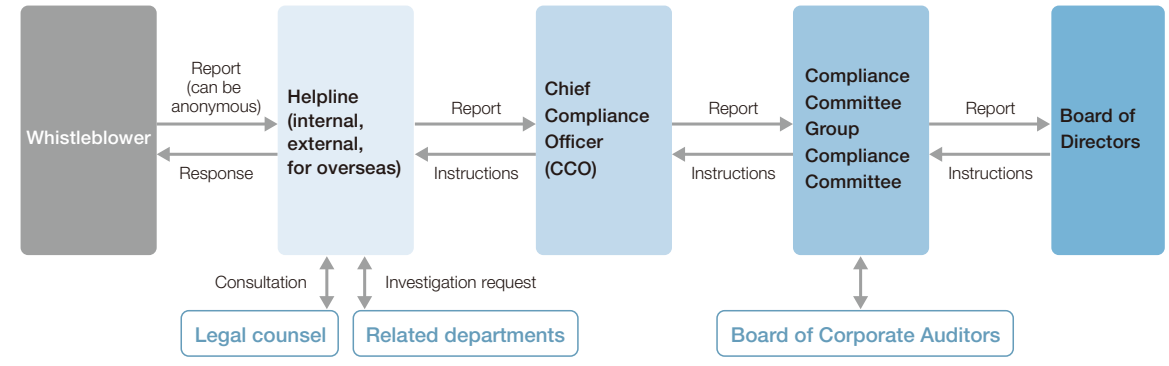 Whistleblower
Report
(can be
anonymous)
Response
Helpline
(internal,
external,
for overseas)
Report
Instructions
Chief
Compliance
Officer
(CCO)
Report
Instructions
Compliance
Committee
Group
Compliance
Committee
Report
Instructions
Board of
Directors
Consultation
Investigation request
Legal counsel
Related departments
Board of Corporate Auditors